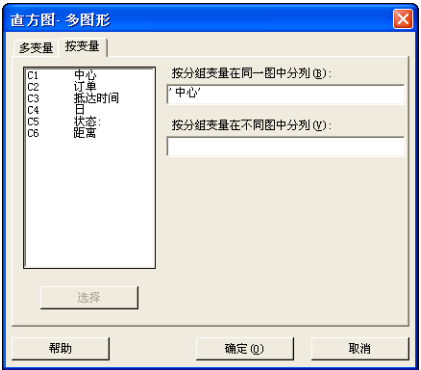 直方图- 多图形
多变量 按变量
C1 中心
C2 订单
C3 抵达时间
C4 日
C5 状态:
C6 距离
按分组变量在同一图中分列(B):
'中心'
按分组变量在不同图中分列(V):
选择
帮助 确定(O) 取消